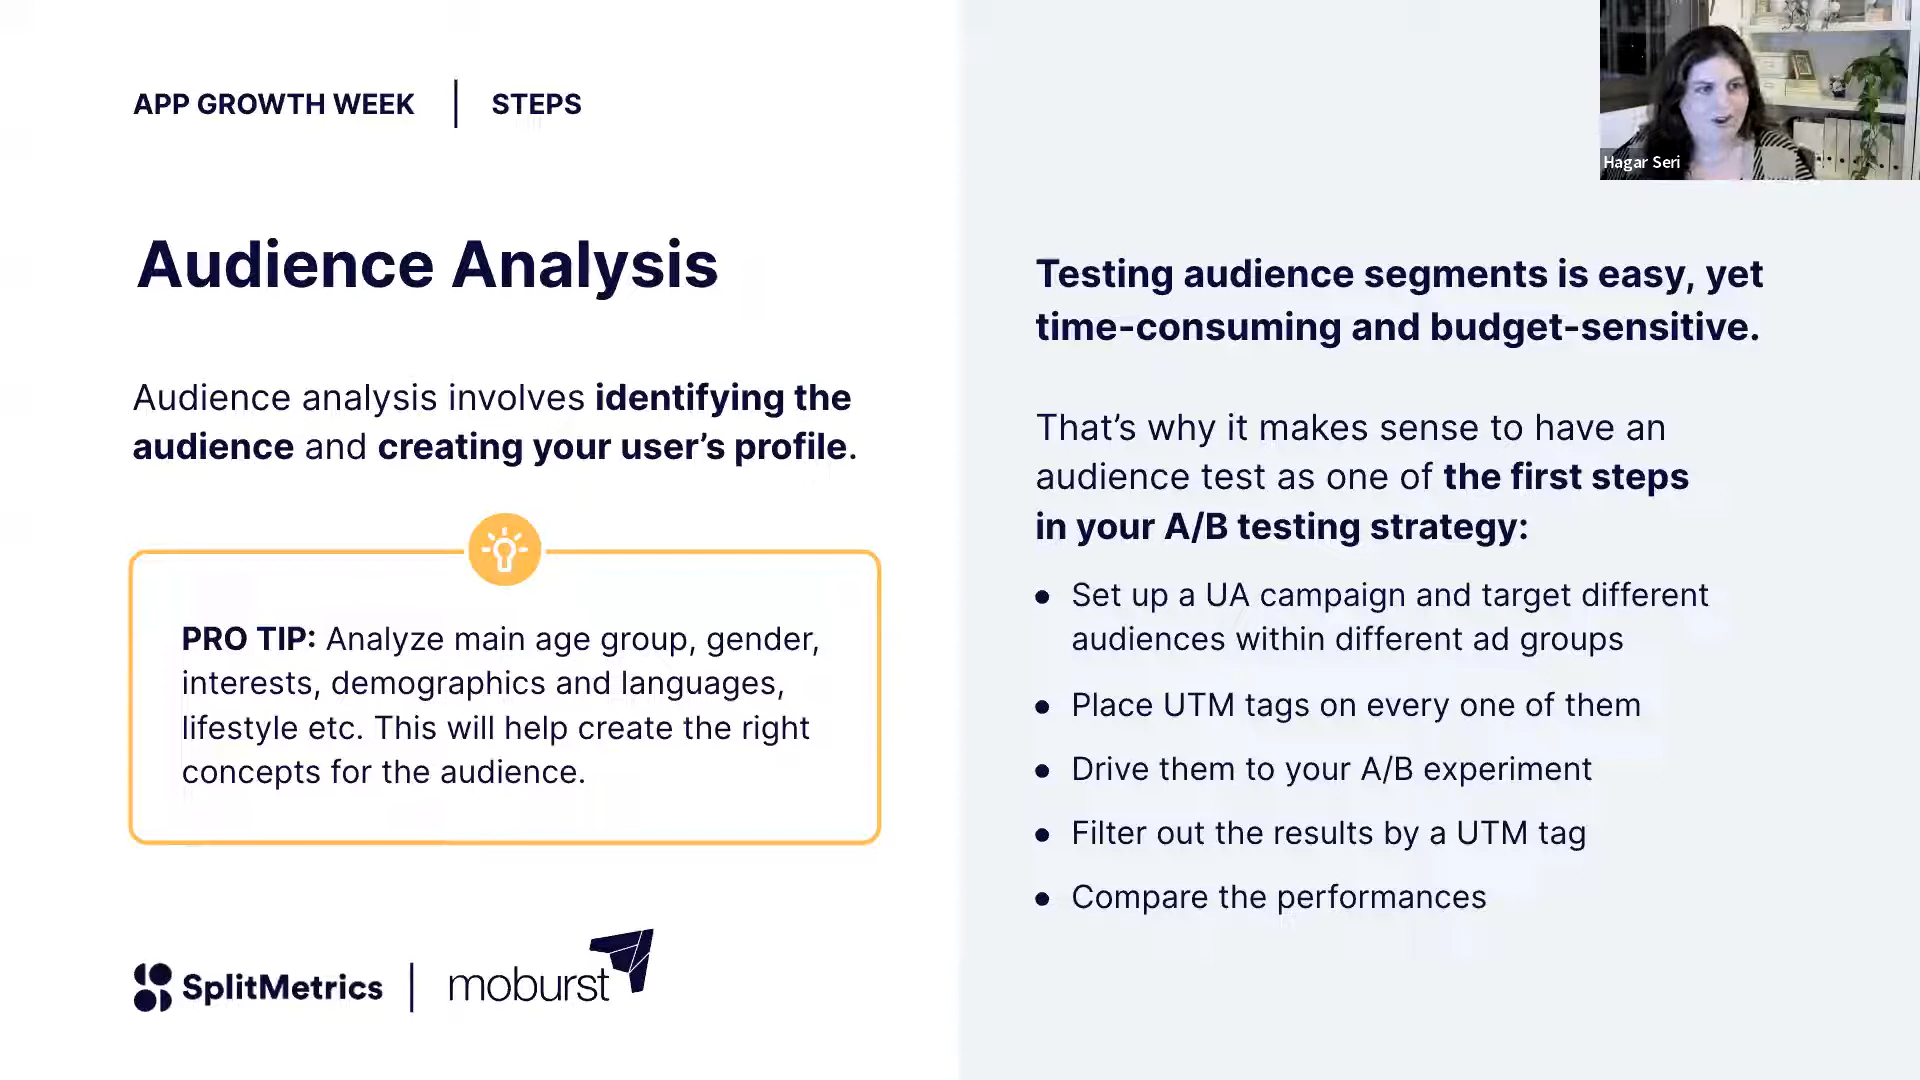 APP GROWTH WEEK | STEPS
Hagar Seri
Audience Analysis
Audience analysis involves identifying the
audience and creating your user’s profile.
PRO TIP: Analyze main age group, gender,
interests, demographics and languages,
lifestyle etc. This will help create the right
concepts for the audience.
SplitMetrics | moburst
Testing audience segments is easy, yet
time-consuming and budget-sensitive.
That’s why it makes sense to have an
audience test as one of the first steps
in your A/B testing strategy:
• Set up a UA campaign and target different
audiences within different ad groups
• Place UTM tags on every one of them
• Drive them to your A/B experiment
• Filter out the results by a UTM tag
• Compare the performances